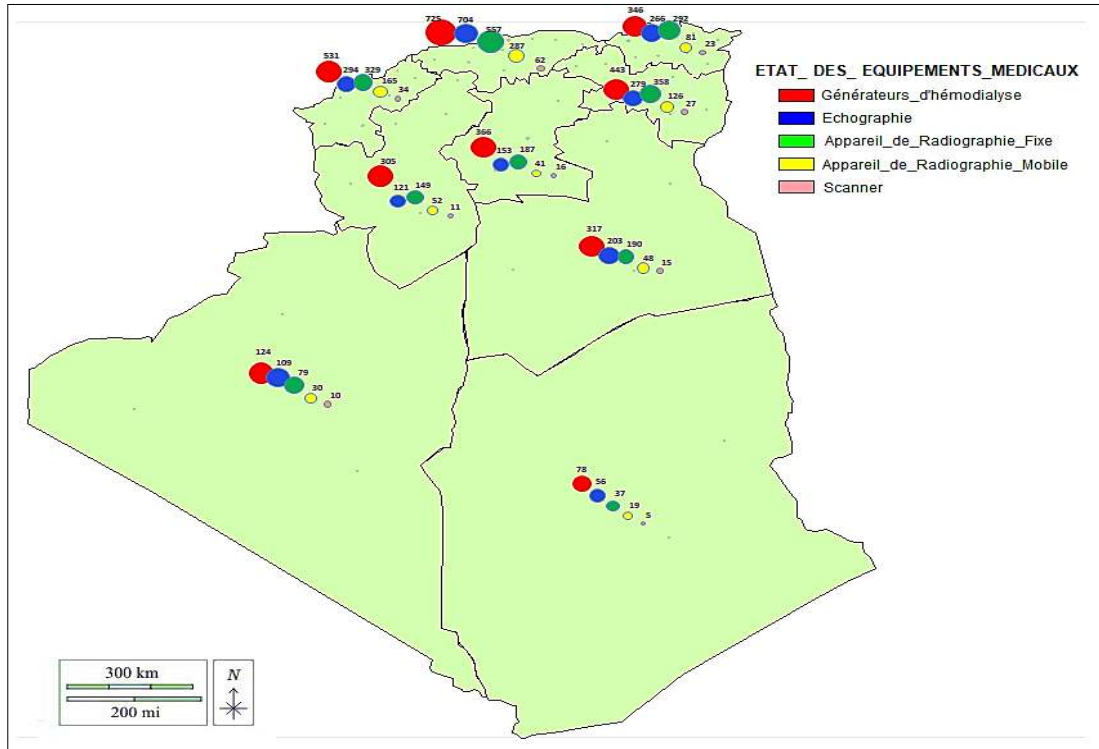 725 704 557 287 62
346 266 292 81 23
531 294 329 165 34
443 279 358 126 27
366 153 187 41 16
305 121 149 52 11
317 203 190 48 15
124 109 79 30 10
78 56 37 19 5
ETAT_ DES_ EQUIPEMENTS_MEDICAUX
Générateurs_d'hémodialyse
Echographie
Appareil_de_Radiographie_Fixe
Appareil_de_Radiographie_Mobile
Scanner
300 km
200 mi
N